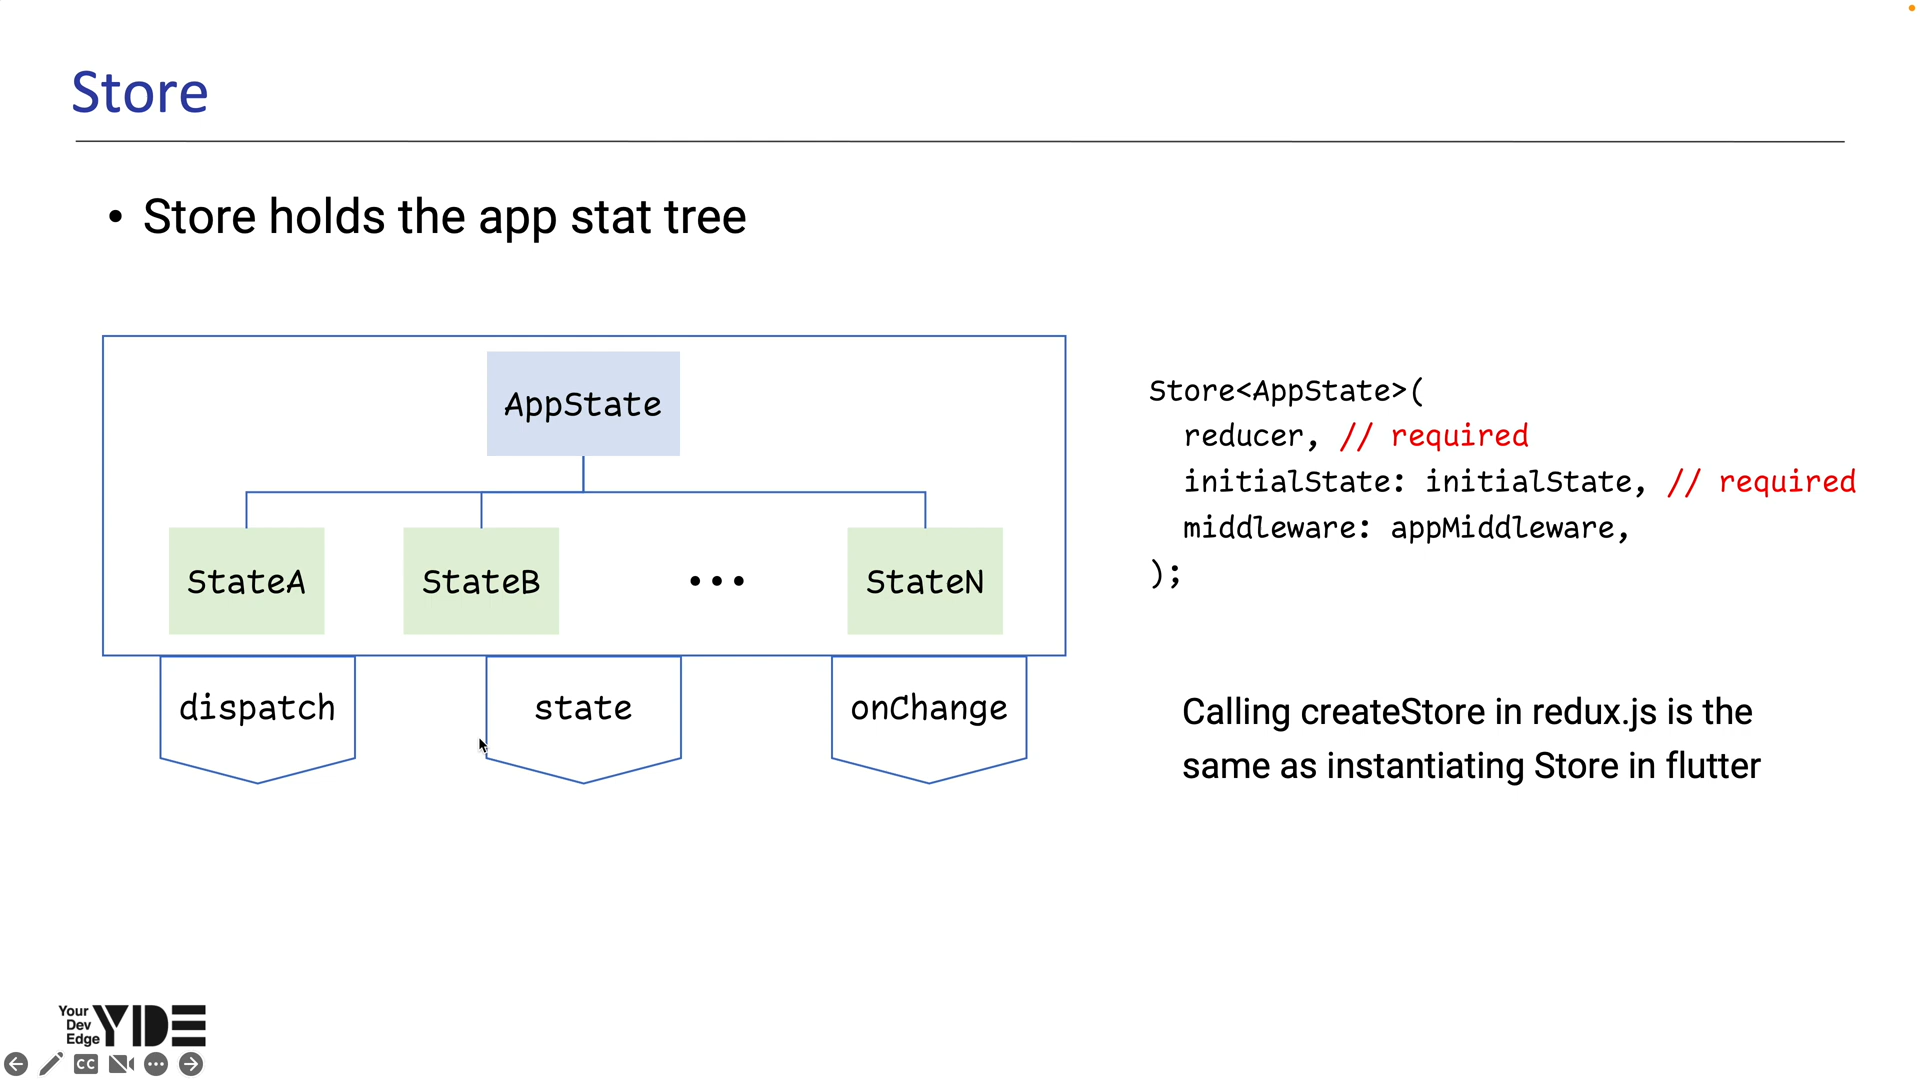 Store
• Store holds the app stat tree
AppState
StateA StateB ••• StateN
dispatch state onChange
Store<AppState>(
reducer, // required
initialState: initialState, // required
middleware: appMiddleware,
);
Calling createStore in redux.js is the
same as instantiating Store in flutter
Your
Dev
Edge
YDE
CC